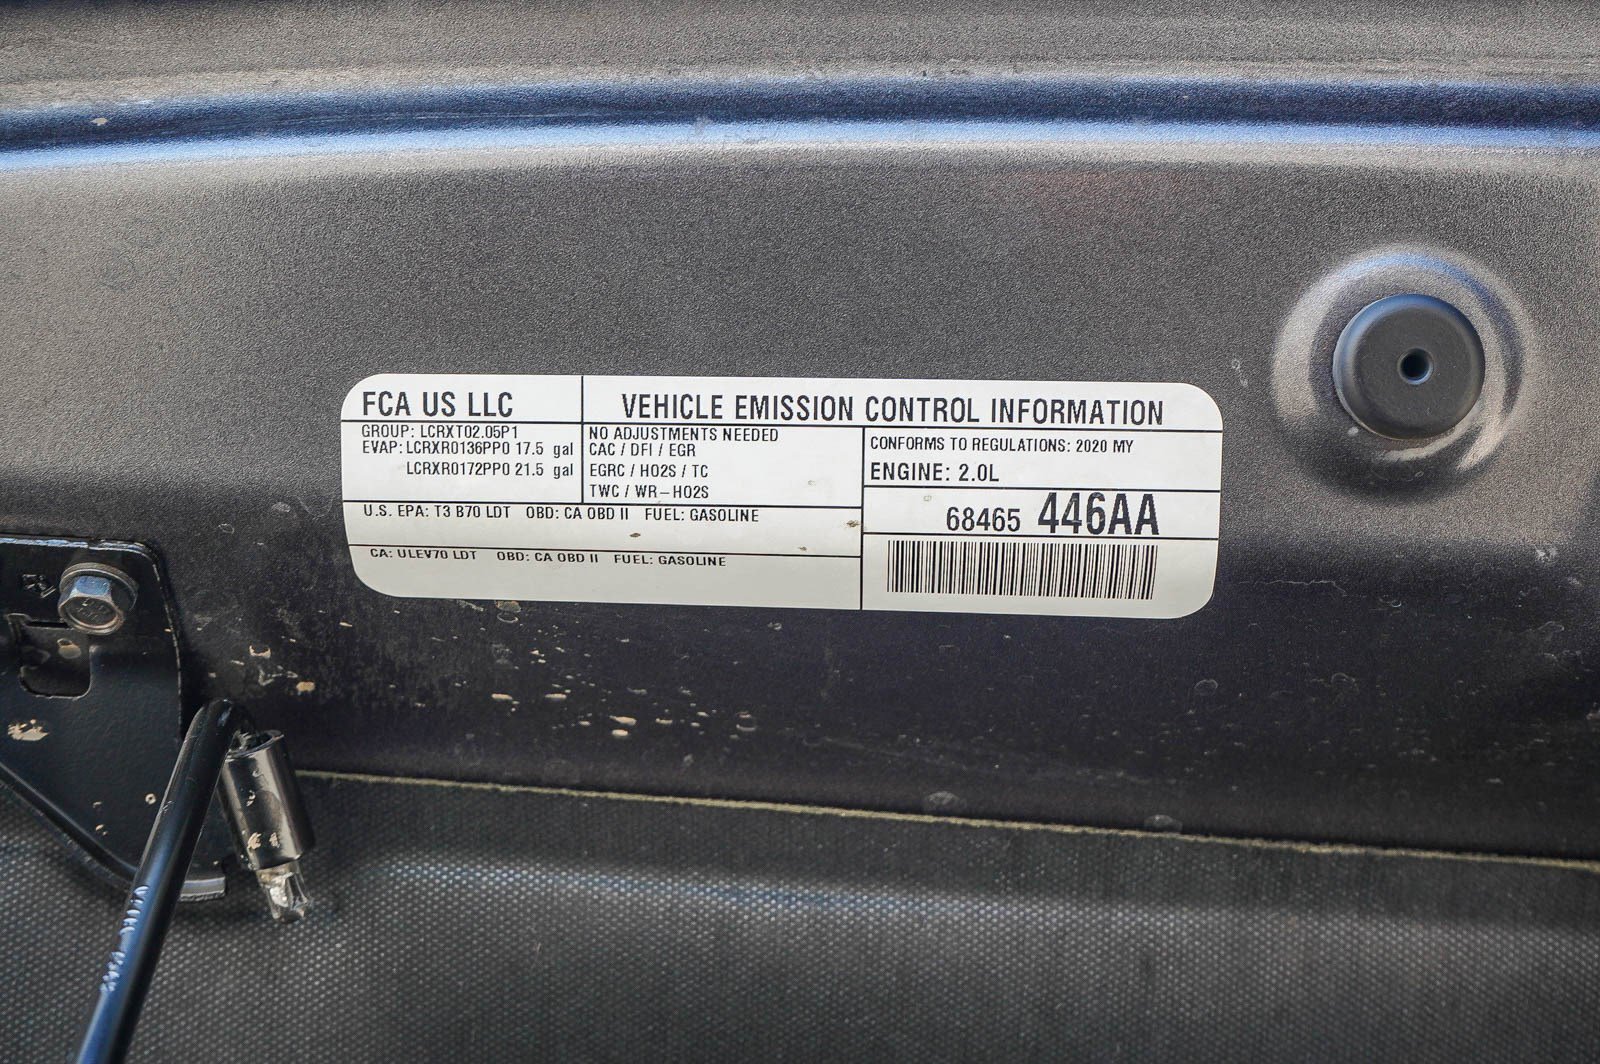 FCA US LLC
VEHICLE EMISSION CONTROL INFORMATION
GROUP: LCRXT02.05P1
EVAP: LCRXR0136PP0 17.5 gal
LCRXR0172PP0 21.5 gal
NO ADJUSTMENTS NEEDED
CAC / DFI / EGR
EGRC / HO2S / TC
TWC / WR-HO2S
CONFORMS TO REGULATIONS: 2020 MY
ENGINE: 2.0L
68465 446AA
U.S. EPA: T3 B70 LDT OBD: CA OBD II FUEL: GASOLINE
CA: ULEV70 LDT OBD: CA OBD II FUEL: GASOLINE